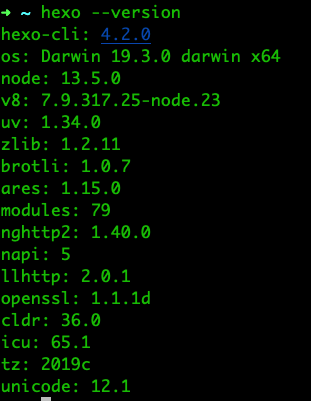 ➜ ~ hexo --version
hexo-cli: 4.2.0
os: Darwin 19.3.0 darwin x64
node: 13.5.0
v8: 7.9.317.25-node.23
uv: 1.34.0
zlib: 1.2.11
brotli: 1.0.7
ares: 1.15.0
modules: 79
nghttp2: 1.40.0
napi: 5
llhttp: 2.0.1
openssl: 1.1.1d
cldr: 36.0
icu: 65.1
tz: 2019c
unicode: 12.1